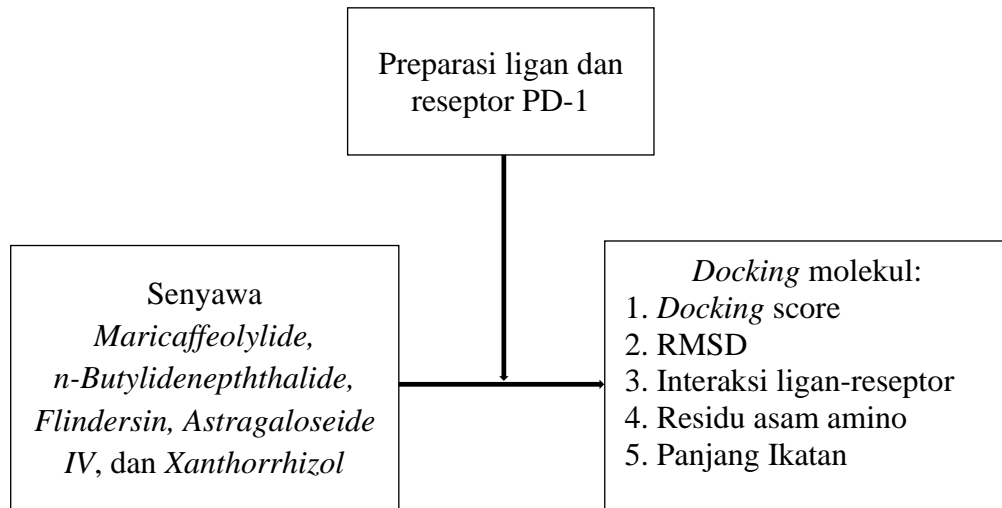 Preparasi ligan dan
reseptor PD-1
Senyawa
Maricaffeolylide,
n-Butylidenepththalide,
Flindersin, Astragaloseide
IV, dan Xanthorrhizol
Docking molekul:
1. Docking score
2. RMSD
3. Interaksi ligan-reseptor
4. Residu asam amino
5. Panjang Ikatan